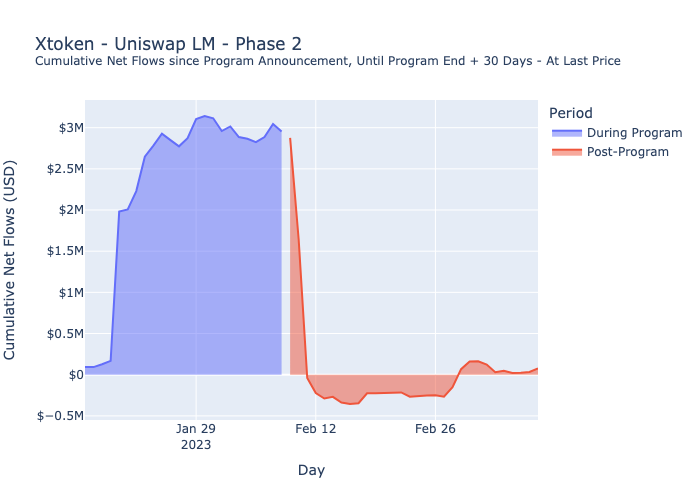 Xtoken - Uniswap LM - Phase 2
Cumulative Net Flows since Program Announcement, Until Program End + 30 Days - At Last Price
Period
During Program
Post-Program
Cumulative Net Flows (USD)
$3M
$2.5M
$2M
$1.5M
$1M
$0.5M
$0
$−0.5M
Jan 29
2023
Feb 12
Feb 26
Day